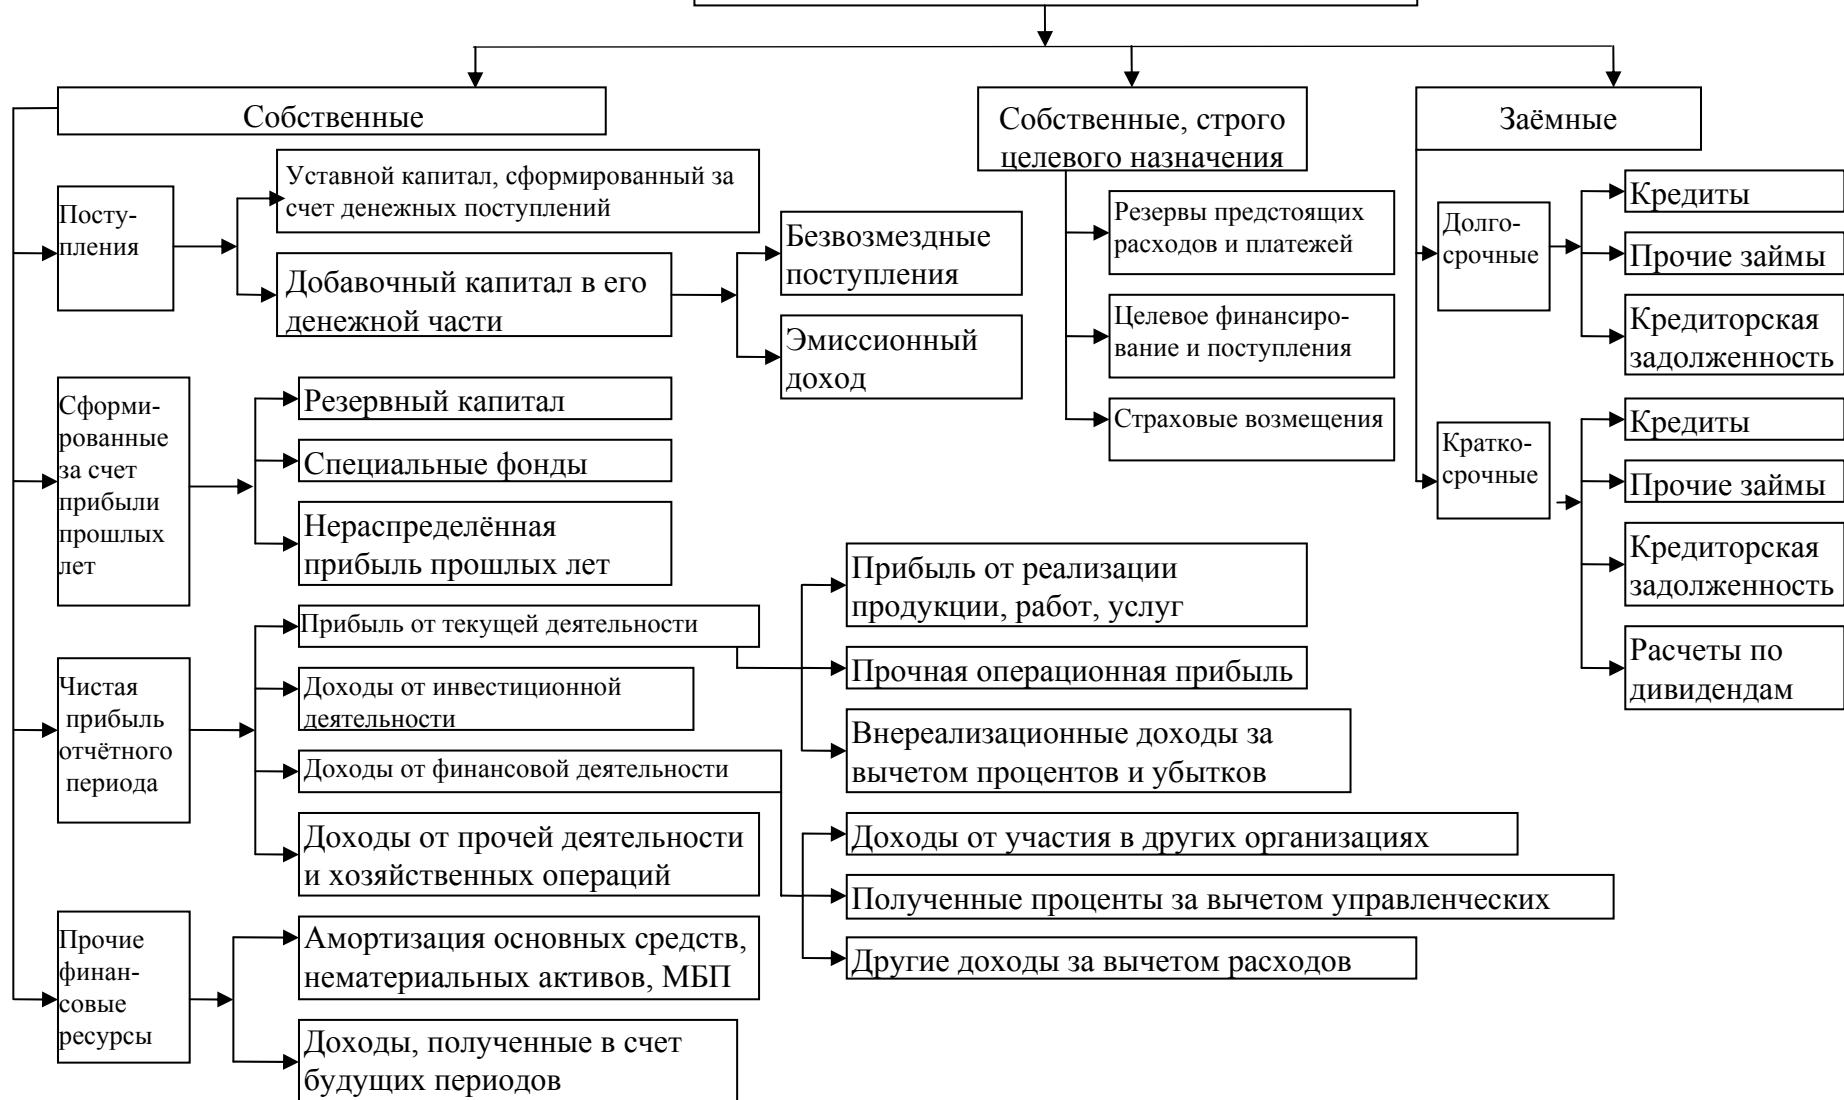 Собственные
Собственные, строго
целевого назначения
Заёмные
Посту-
пления
Уставной капитал, сформированный за
счет денежных поступлений
Добавочный капитал в его
денежной части
Безвозмездные
поступления
Эмиссионный
доход
Сформи-
рованные
за счет
прибыли
прошлых
лет
Резервный капитал
Специальные фонды
Нераспределённая
прибыль прошлых лет
Чистая
прибыль
отчётного
периода
Прибыль от текущей деятельности
Доходы от инвестиционной
деятельности
Доходы от финансовой деятельности
Доходы от прочей деятельности
и хозяйственных операций
Прибыль от реализации
продукции, работ, услуг
Прочная операционная прибыль
Внереализационные доходы за
вычетом процентов и убытков
Доходы от участия в других организациях
Полученные проценты за вычетом управленческих
Другие доходы за вычетом расходов
Прочие
финан-
совые
ресурсы
Амортизация основных средств,
нематериальных активов, МБП
Доходы, полученные в счет
будущих периодов
Резервы предстоящих
расходов и платежей
Целевое финансиро-
вание и поступления
Страховые возмещения
Долго-
срочные
Кредиты
Прочие займы
Кредиторская
задолженность
Кратко-
срочные
Кредиты
Прочие займы
Кредиторская
задолженность
Расчеты по
дивидендам